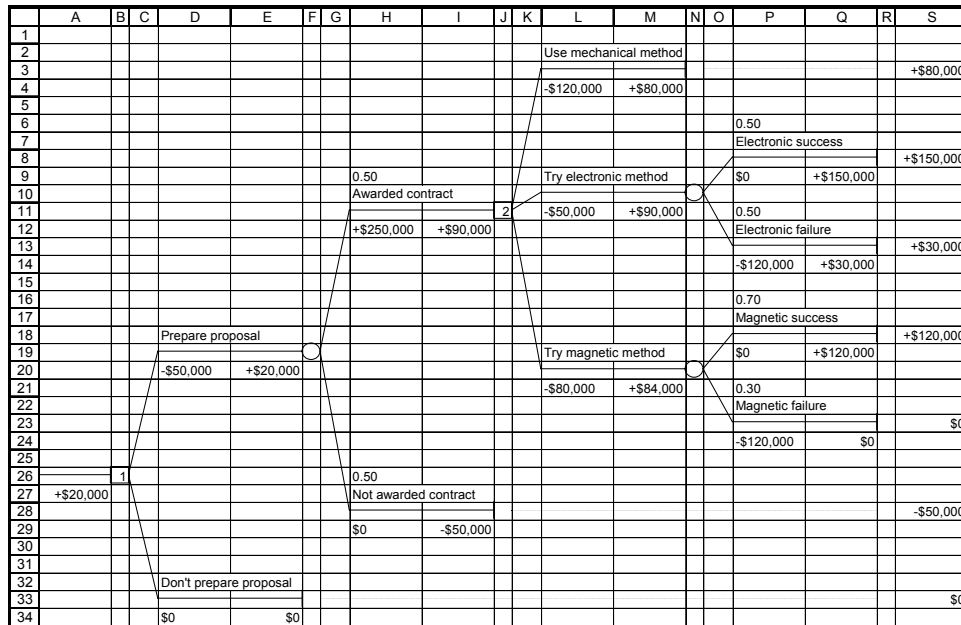 A B C D E F G H I J K L M N O P Q R S
1
2 Use mechanical method
3 +$80,000
4 -$120,000 +$80,000
5
6 0.50
7 Electronic success
8 +$150,000
9 0.50 Try electronic method $0 +$150,000
10 Awarded contract
11 2 -$50,000 +$90,000 0.50
12 +$250,000 +$90,000 Electronic failure
13 +$30,000
14 -$120,000 +$30,000
15
16 0.70
17 Magnetic success
18 Prepare proposal +$120,000
19 Try magnetic method $0 +$120,000
20 -$50,000 +$20,000
21 -$80,000 +$84,000 0.30
22 Magnetic failure
23 $0
24 -$120,000 $0
25
26 1 0.50
27 +$20,000 Not awarded contract
28 -$50,000
29 $0 -$50,000
30
31
32 Don't prepare proposal
33 $0
34 $0 $0